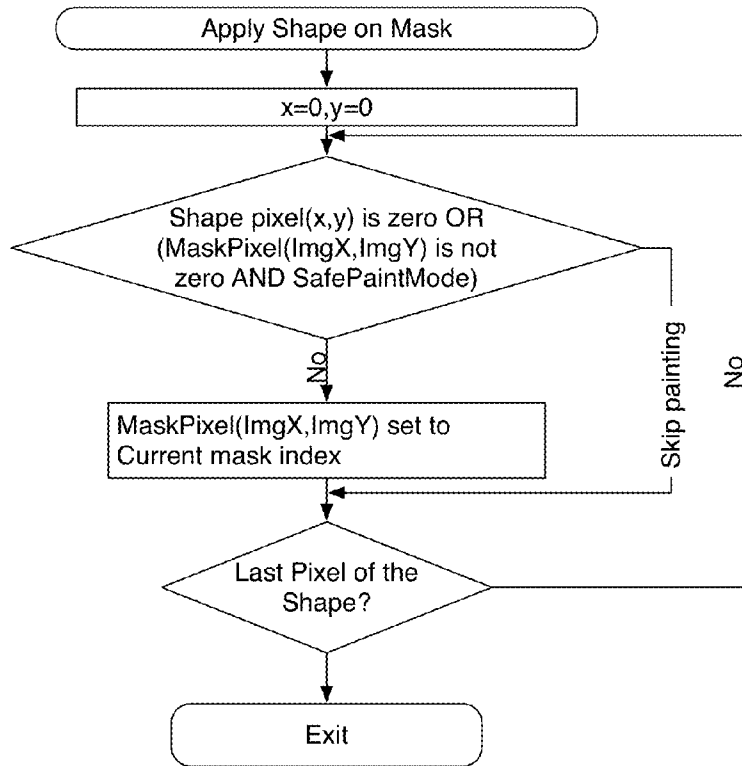 Apply Shape on Mask
x=0,y=0
Shape pixel(x,y) is zero OR
(MaskPixel(ImgX,ImgY) is not
zero AND SafePaintMode)
No
Skip painting
No
MaskPixel(ImgX,ImgY) set to
Current mask index
Last Pixel of the
Shape?
Exit